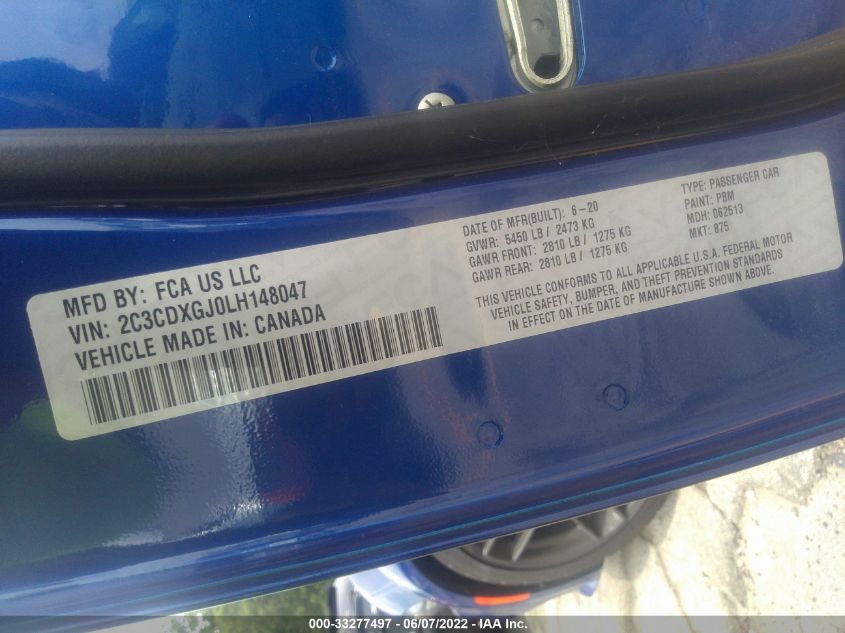 MFD BY: FCA US LLC
VIN: 2C3CDXGJ0LH148047
VEHICLE MADE IN: CANADA
DATE OF MFR(BUILT): 6-20
GVWR: 5450 LB / 2473 KG
GAWR FRONT: 2810 LB / 1275 KG
GAWR REAR: 2810 LB / 1275 KG
TYPE: PASSENGER CAR
PAINT: PBM
MDH: 062513
MKT: 875
THIS VEHICLE CONFORMS TO ALL APPLICABLE U.S.A. FEDERAL MOTOR
VEHICLE SAFETY, BUMPER, AND THEFT PREVENTION STANDARDS
IN EFFECT ON THE DATE OF MANUFACTURE SHOWN ABOVE.
000-33277497 - 06/07/2022 - IAA Inc.